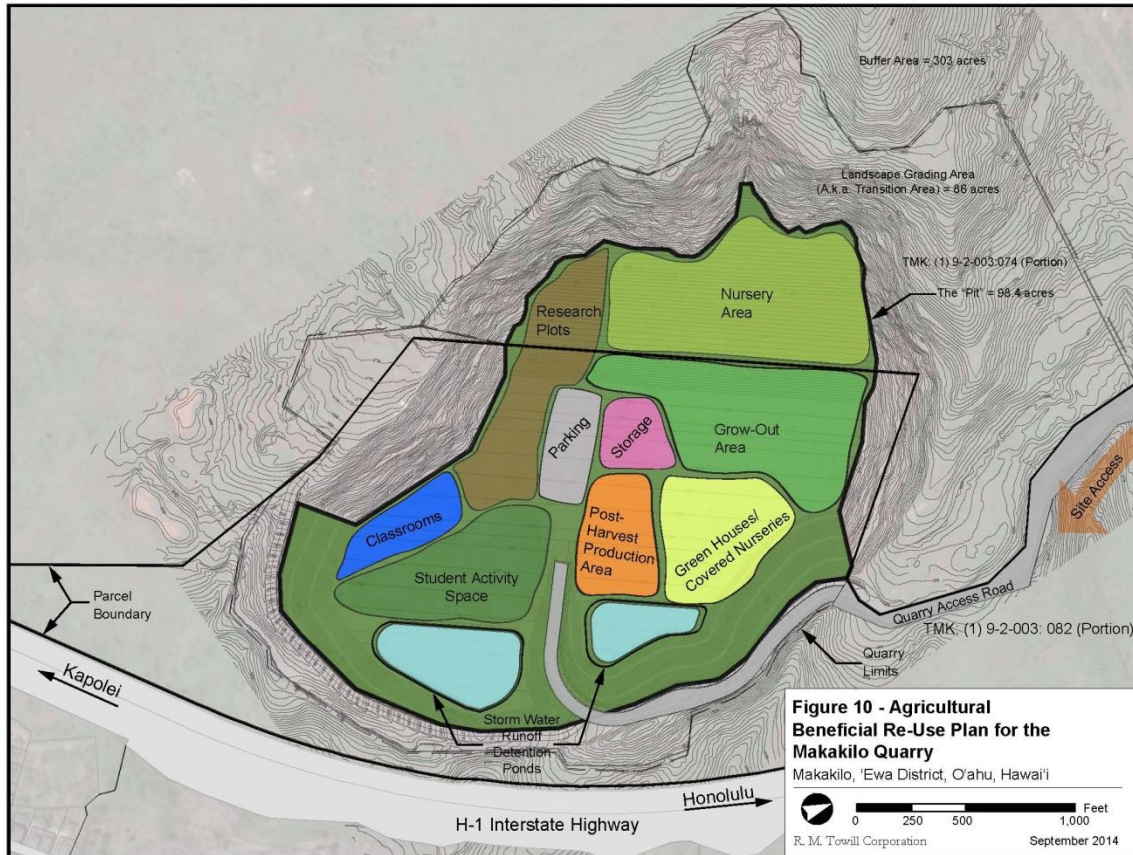 Buffer Area = 303 acres
Landscape Grading Area
(A.k.a. Transition Area) = 86 acres
TMK: (1) 9-2-003:074 (Portion)
The "Pit" = 98.4 acres
Nursery
Area
Research
Plots
Parking
Storage
Grow-Out
Area
Site Access
Classrooms
Post-
Harvest
Production
Area
Green Houses/
Covered Nurseries
Student Activity
Space
Parcel
Boundary
Quarry Access Road
TMK: (1) 9-2-003: 082 (Portion)
Quarry
Limits
Kapolei
Storm Water
Runoff
Detention
Ponds
Honolulu
H-1 Interstate Highway
Figure 10 - Agricultural
Beneficial Re-Use Plan for the
Makakilo Quarry
Makakilo, 'Ewa District, O'ahu, Hawai'i
Feet
0 250 500 1,000
R. M. Towill Corporation September 2014